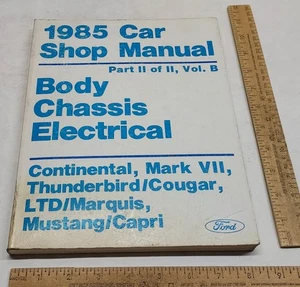 1985 Car
Shop Manual
Part II of II, Vol. B
Body
Chassis
Electrical
Continental, Mark VII,
Thunderbird/Cougar,
LTD/Marquis,
Mustang/Capri
Ford